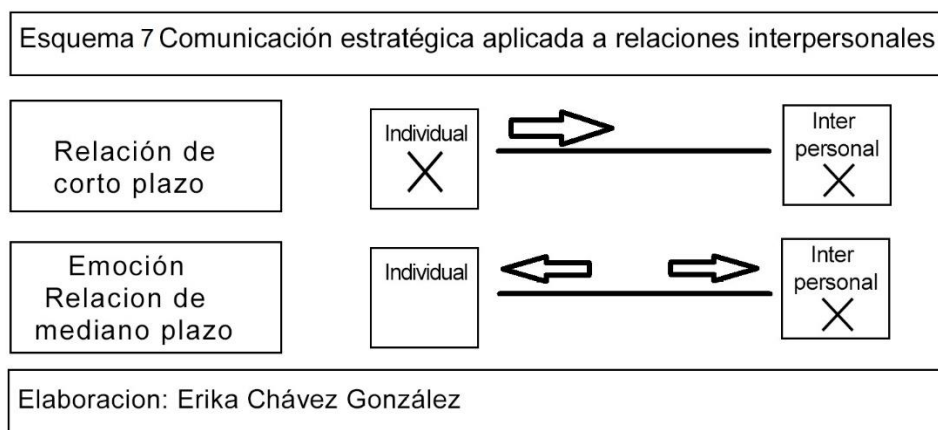 Esquema 7 Comunicación estratégica aplicada a relaciones interpersonales
Relación de
corto plazo
Individual
Inter
personal
Emoción
Relacion de
mediano plazo
Individual
Inter
personal
Elaboracion: Erika Chávez González